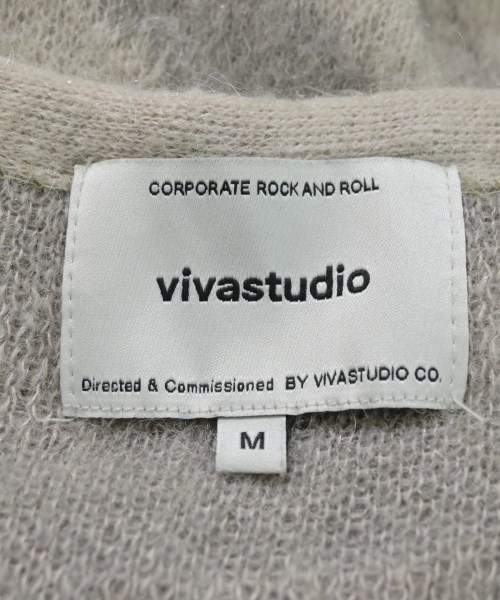 CORPORATE ROCK AND ROLL
vivastudio
Directed & Commissioned BY VIVASTUDIO CO.
M